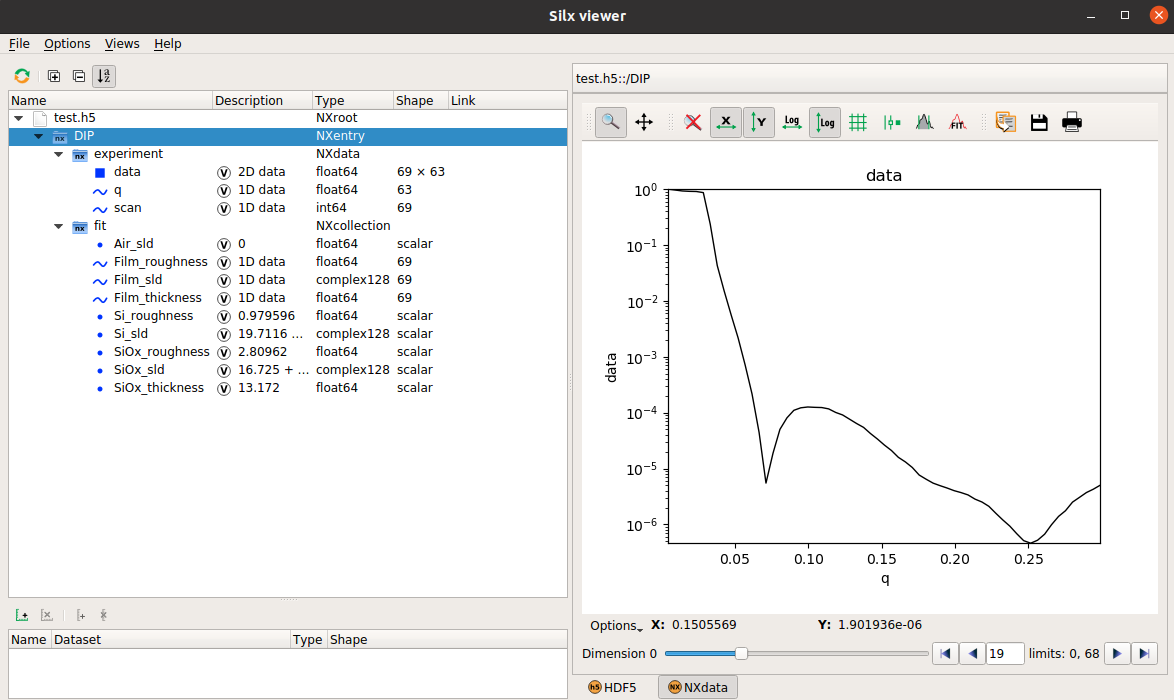 Silx viewer
File Options Views Help
Name Description Type Shape Link
test.h5 NXroot
DIP NXentry
experiment NXdata
data V 2D data float64 69 × 63
q V 1D data float64 63
scan V 1D data int64 69
fit NXcollection
Air_sld V 0 float64 scalar
Film_roughness V 1D data float64 69
Film_sld V 1D data complex128 69
Film_thickness V 1D data float64 69
Si_roughness V 0.979596 float64 scalar
Si_sld V 19.7116 ... complex128 scalar
SiOx_roughness V 2.80962 float64 scalar
SiOx_sld V 16.725 + ... complex128 scalar
SiOx_thickness V 13.172 float64 scalar
Name Dataset Type Shape
test.h5::/DIP
X Y Log Log FIT
data
10⁰
10⁻¹
10⁻²
10⁻³
10⁻⁴
10⁻⁵
10⁻⁶
data
0.05 0.10 0.15 0.20 0.25
q
Options X: 0.1505569 Y: 1.901936e-06
Dimension 0 19 limits: 0, 68
h5 HDF5 NX NXdata